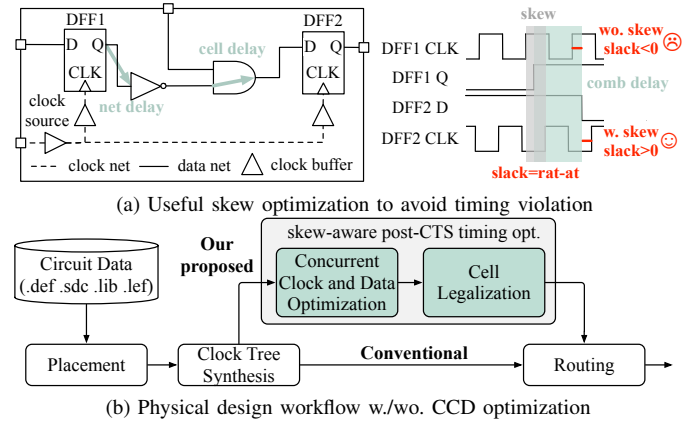 DFF1
D Q
CLK
net delay
cell delay
DFF2
D Q
CLK
clock
source
clock net
data net
clock buffer
skew
wo. skew
slack<0
DFF1 CLK
DFF1 Q
comb delay
DFF2 D
DFF2 CLK
w. skew
slack>0
slack=rat-at
(a) Useful skew optimization to avoid timing violation
Circuit Data
(.def .sdc .lib .lef)
Our
proposed
skew-aware post-CTS timing opt.
Concurrent
Clock and Data
Optimization
Cell
Legalization
Placement
Clock Tree
Synthesis
Conventional
Routing
(b) Physical design workflow w./wo. CCD optimization